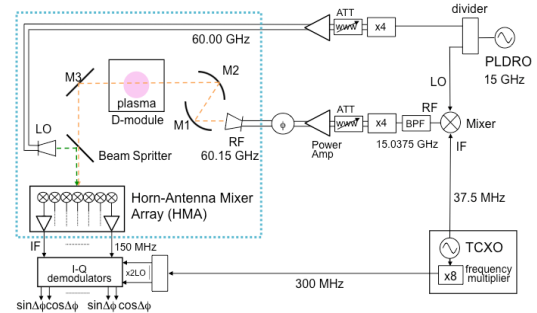 ATT
www
x4
divider
60.00 GHz
PLDRO
15 GHz
M3
M2
plasma
D-module
LO
M1
ATT
RF
ϕ
www
x4
BPF
Mixer
LO
RF
60.15 GHz
Power
Amp
15.0375 GHz
IF
Beam Spritter
Horn-Antenna Mixer
Array (HMA)
37.5 MHz
IF
150 MHz
TCXO
x8
frequency
multiplier
I-Q
demodulators
x2LO
300 MHz
sinΔϕcosΔϕ
sinΔϕcosΔϕ